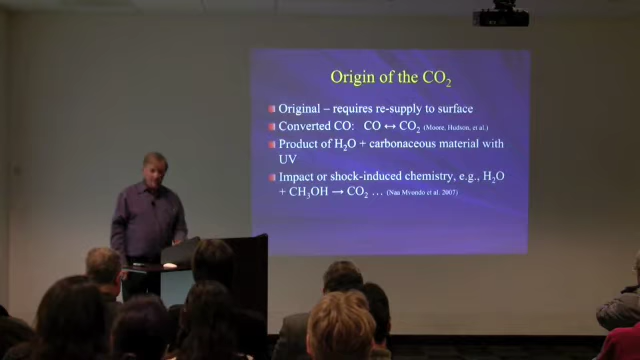 Origin of the CO₂
Original – requires re-supply to surface
Converted CO: CO ↔ CO₂ (Moore, Hudson, et al.)
Product of H₂O + carbonaceous material with
UV
Impact or shock-induced chemistry, e.g., H₂O
+ CH₃OH → CO₂ … (Nna Mvondo et al. 2007)